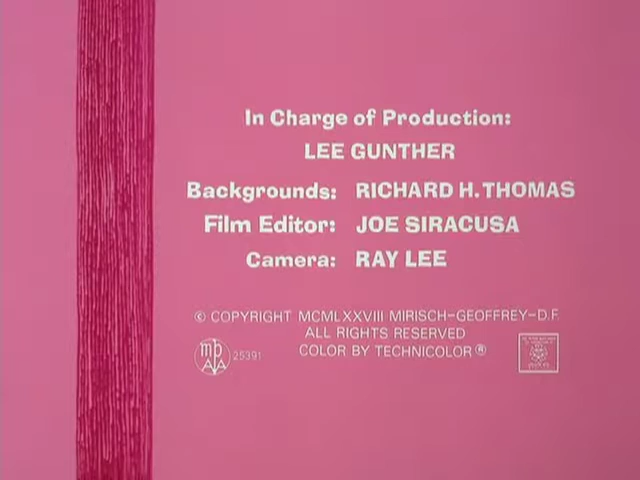 In Charge of Production:
LEE GUNTHER
Backgrounds: RICHARD H. THOMAS
Film Editor: JOE SIRACUSA
Camera: RAY LEE
© COPYRIGHT MCMLXXVIII MIRISCH–GEOFFREY–D.F.
ALL RIGHTS RESERVED
COLOR BY TECHNICOLOR®
mpAA 25391